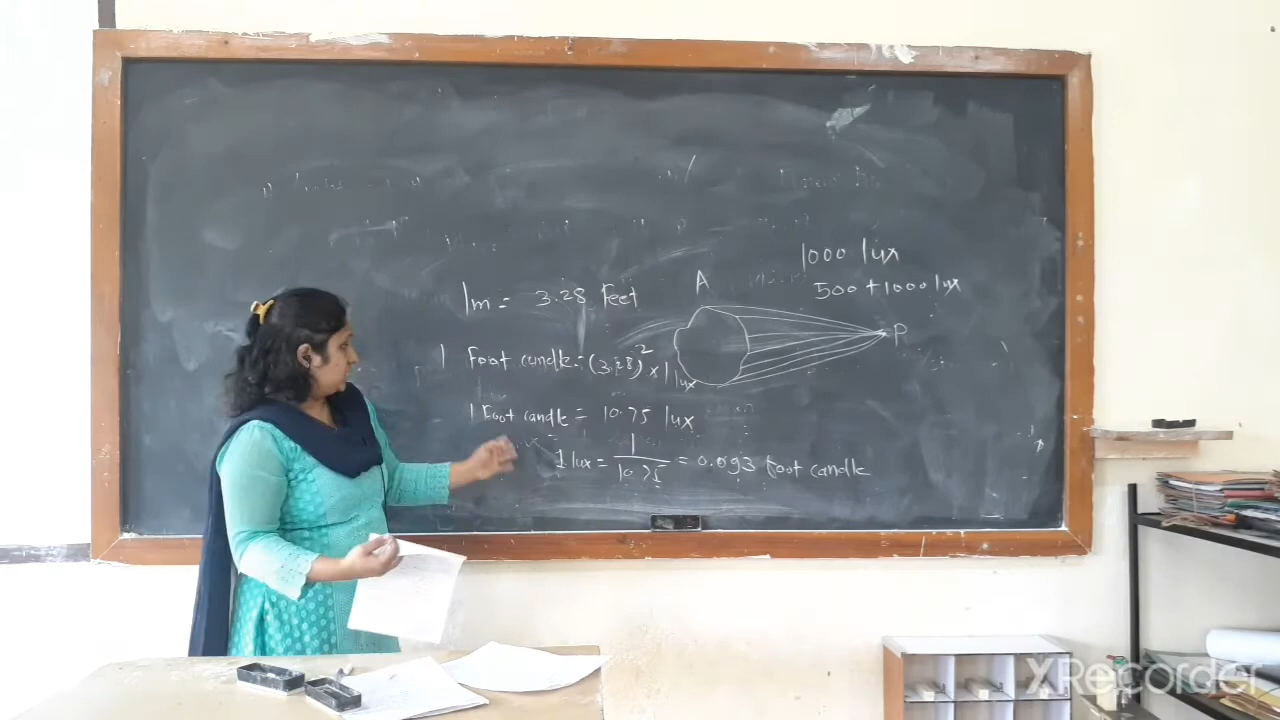 1000 lux
A
500 + 1000 lux
1m = 3.28 Feet
P
1 Foot candle = (3.28)² × 1 lux
1 Foot candle = 10.75 lux
1 lux = 1/10.75 = 0.093 foot candle
XRecorder